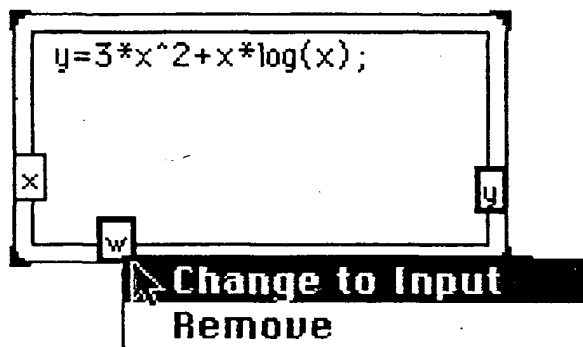 y=3*x^2+x*log(x);
x
y
w
Change to Input
Remove